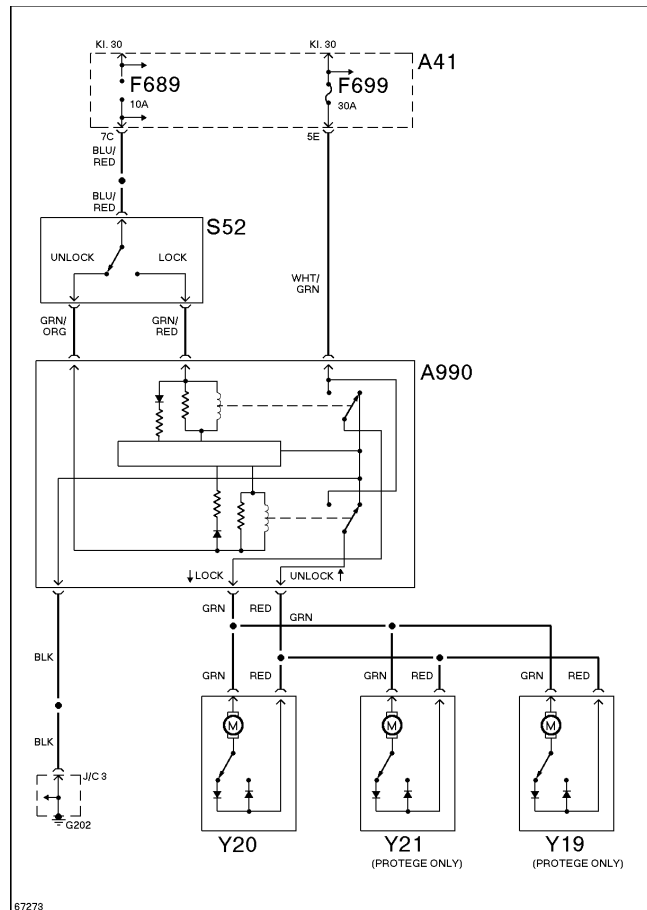 KI. 30
KI. 30
A41
F689
10A
F699
30A
7C
5E
BLU/
RED
BLU/
RED
S52
UNLOCK
LOCK
WHT/
GRN
GRN/
ORG
GRN/
RED
A990
LOCK
UNLOCK
GRN
RED
GRN
BLK
GRN
RED
GRN
RED
GRN
RED
M
M
M
BLK
J/C 3
G202
Y20
Y21
(PROTEGE ONLY)
Y19
(PROTEGE ONLY)
67273